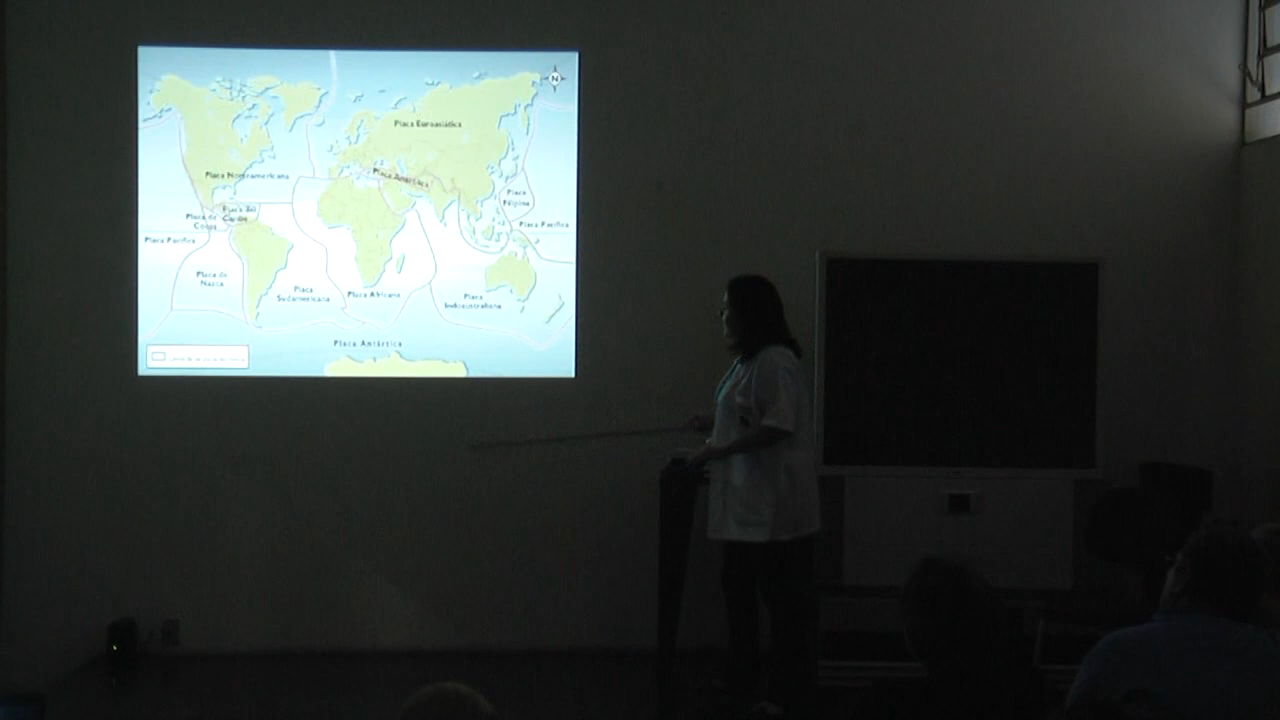 N
Placa Euroasiática
Placa Norteamericana
Placa
Placa
Filipina
Placa del
Caribe
Placa de
Cocos
Placa Pacífica
Placa Pacífica
Placa de
Nazca
Placa
Sudamericana
Placa Africana
Placa
Indoaustraliana
Placa Antártica